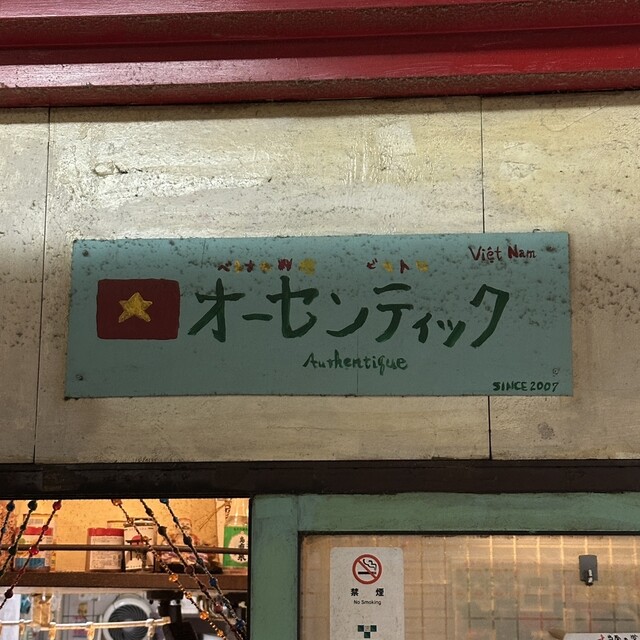 Việt Nam
ベトナム料理 ビストロ
オーセンティック
Authentique
SINCE 2007
禁煙
No Smoking